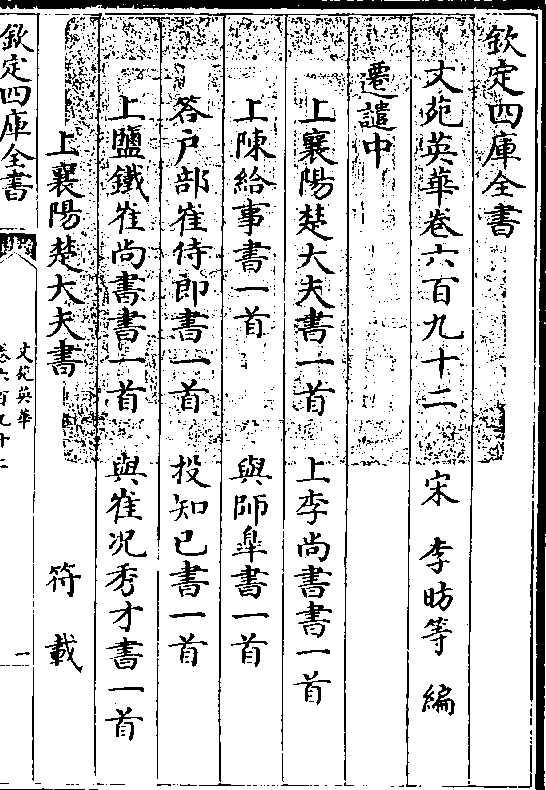 欽定四庫全書
文苑英華卷六百九十二
宋 李昉等 編
遷謫中
上襄陽楚大夫書一首 上李尚書書一首
上陳給事書一首 與師臯書一首
答户部崔侍郎書一首 投知已書一首
上鹽鐵崔尚書書一首 與崔况秀才書一首
上襄陽楚大夫書 符載
欽定四庫全書
文苑英華
卷六百九十二
一